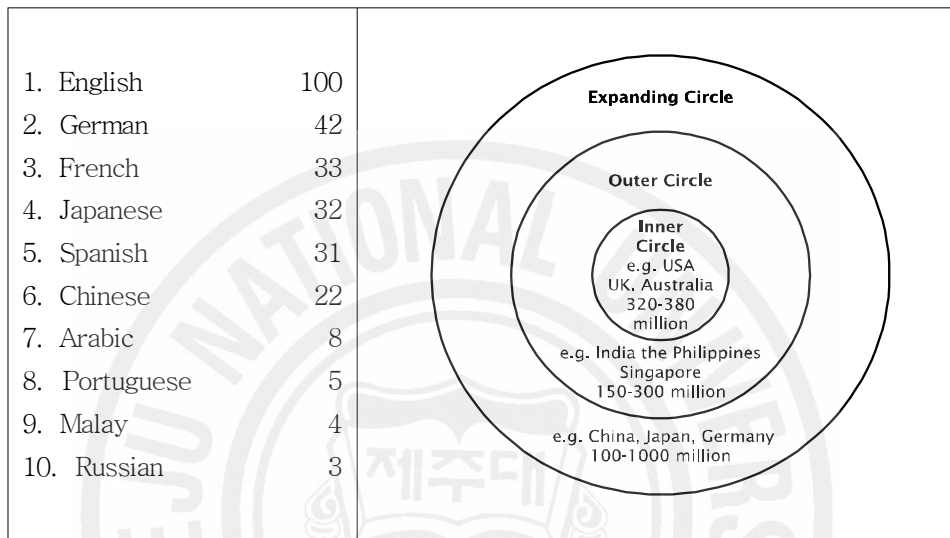 1. English 100
2. German 42
3. French 33
4. Japanese 32
5. Spanish 31
6. Chinese 22
7. Arabic 8
8. Portuguese 5
9. Malay 4
10. Russian 3
Expanding Circle
Outer Circle
Inner
Circle
e.g. USA
UK. Australia
320-380
million
e.g. India the Philippines
Singapore
150-300 million
e.g. China, Japan, Germany
100-1000 million
JEJU NATIONAL
제주대